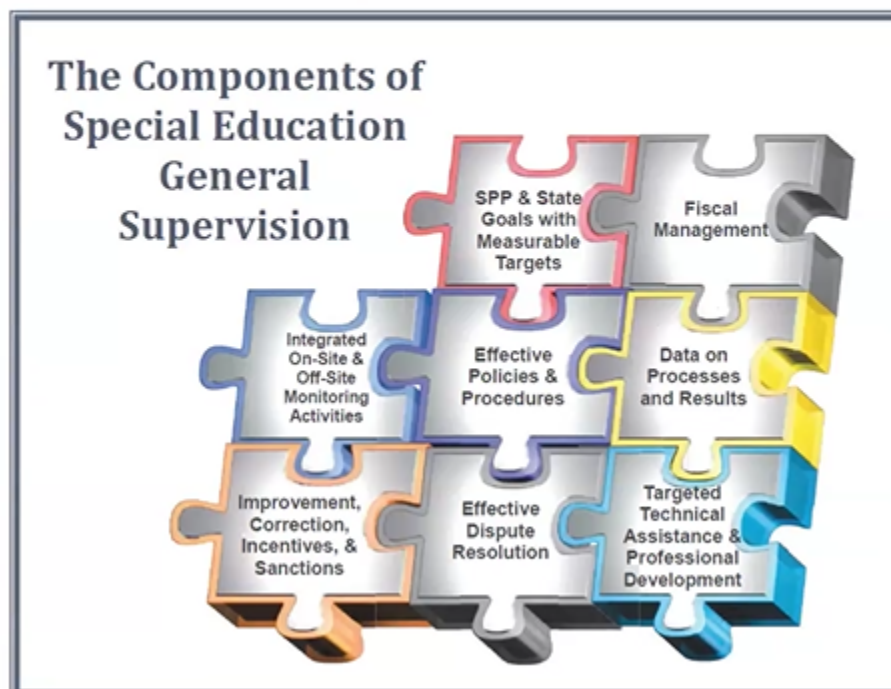 The Components of
Special Education
General
Supervision
SPP & State
Goals with
Measurable
Targets
Fiscal
Management
Integrated
On-Site &
Off-Site
Monitoring
Activities
Effective
Policies &
Procedures
Data on
Processes
and Results
Improvement,
Correction,
Incentives, &
Sanctions
Effective
Dispute
Resolution
Targeted
Technical
Assistance &
Professional
Development